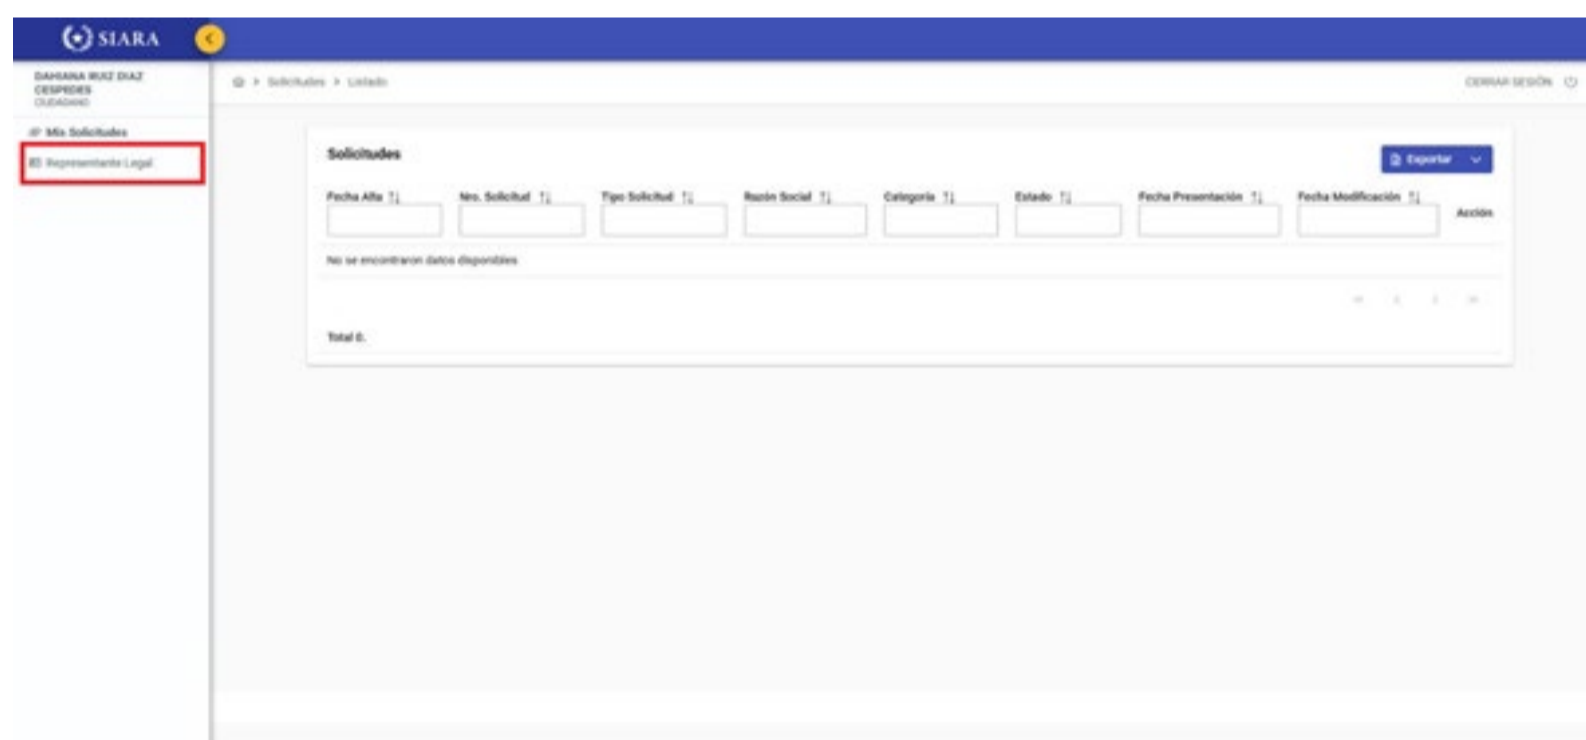 SIARA
DAHIANA RUIZ DIAZ
CESPEDES
CIUDADANO
Solicitudes > Listado
CERRAR SESIÓN
Mis Solicitudes
Representante Legal
Solicitudes
Exportar
Fecha Alta Nro. Solicitud Tipo Solicitud Razón Social Categoría Estado Fecha Presentación Fecha Modificación Acción
No se encontraron datos disponibles
Total 0.